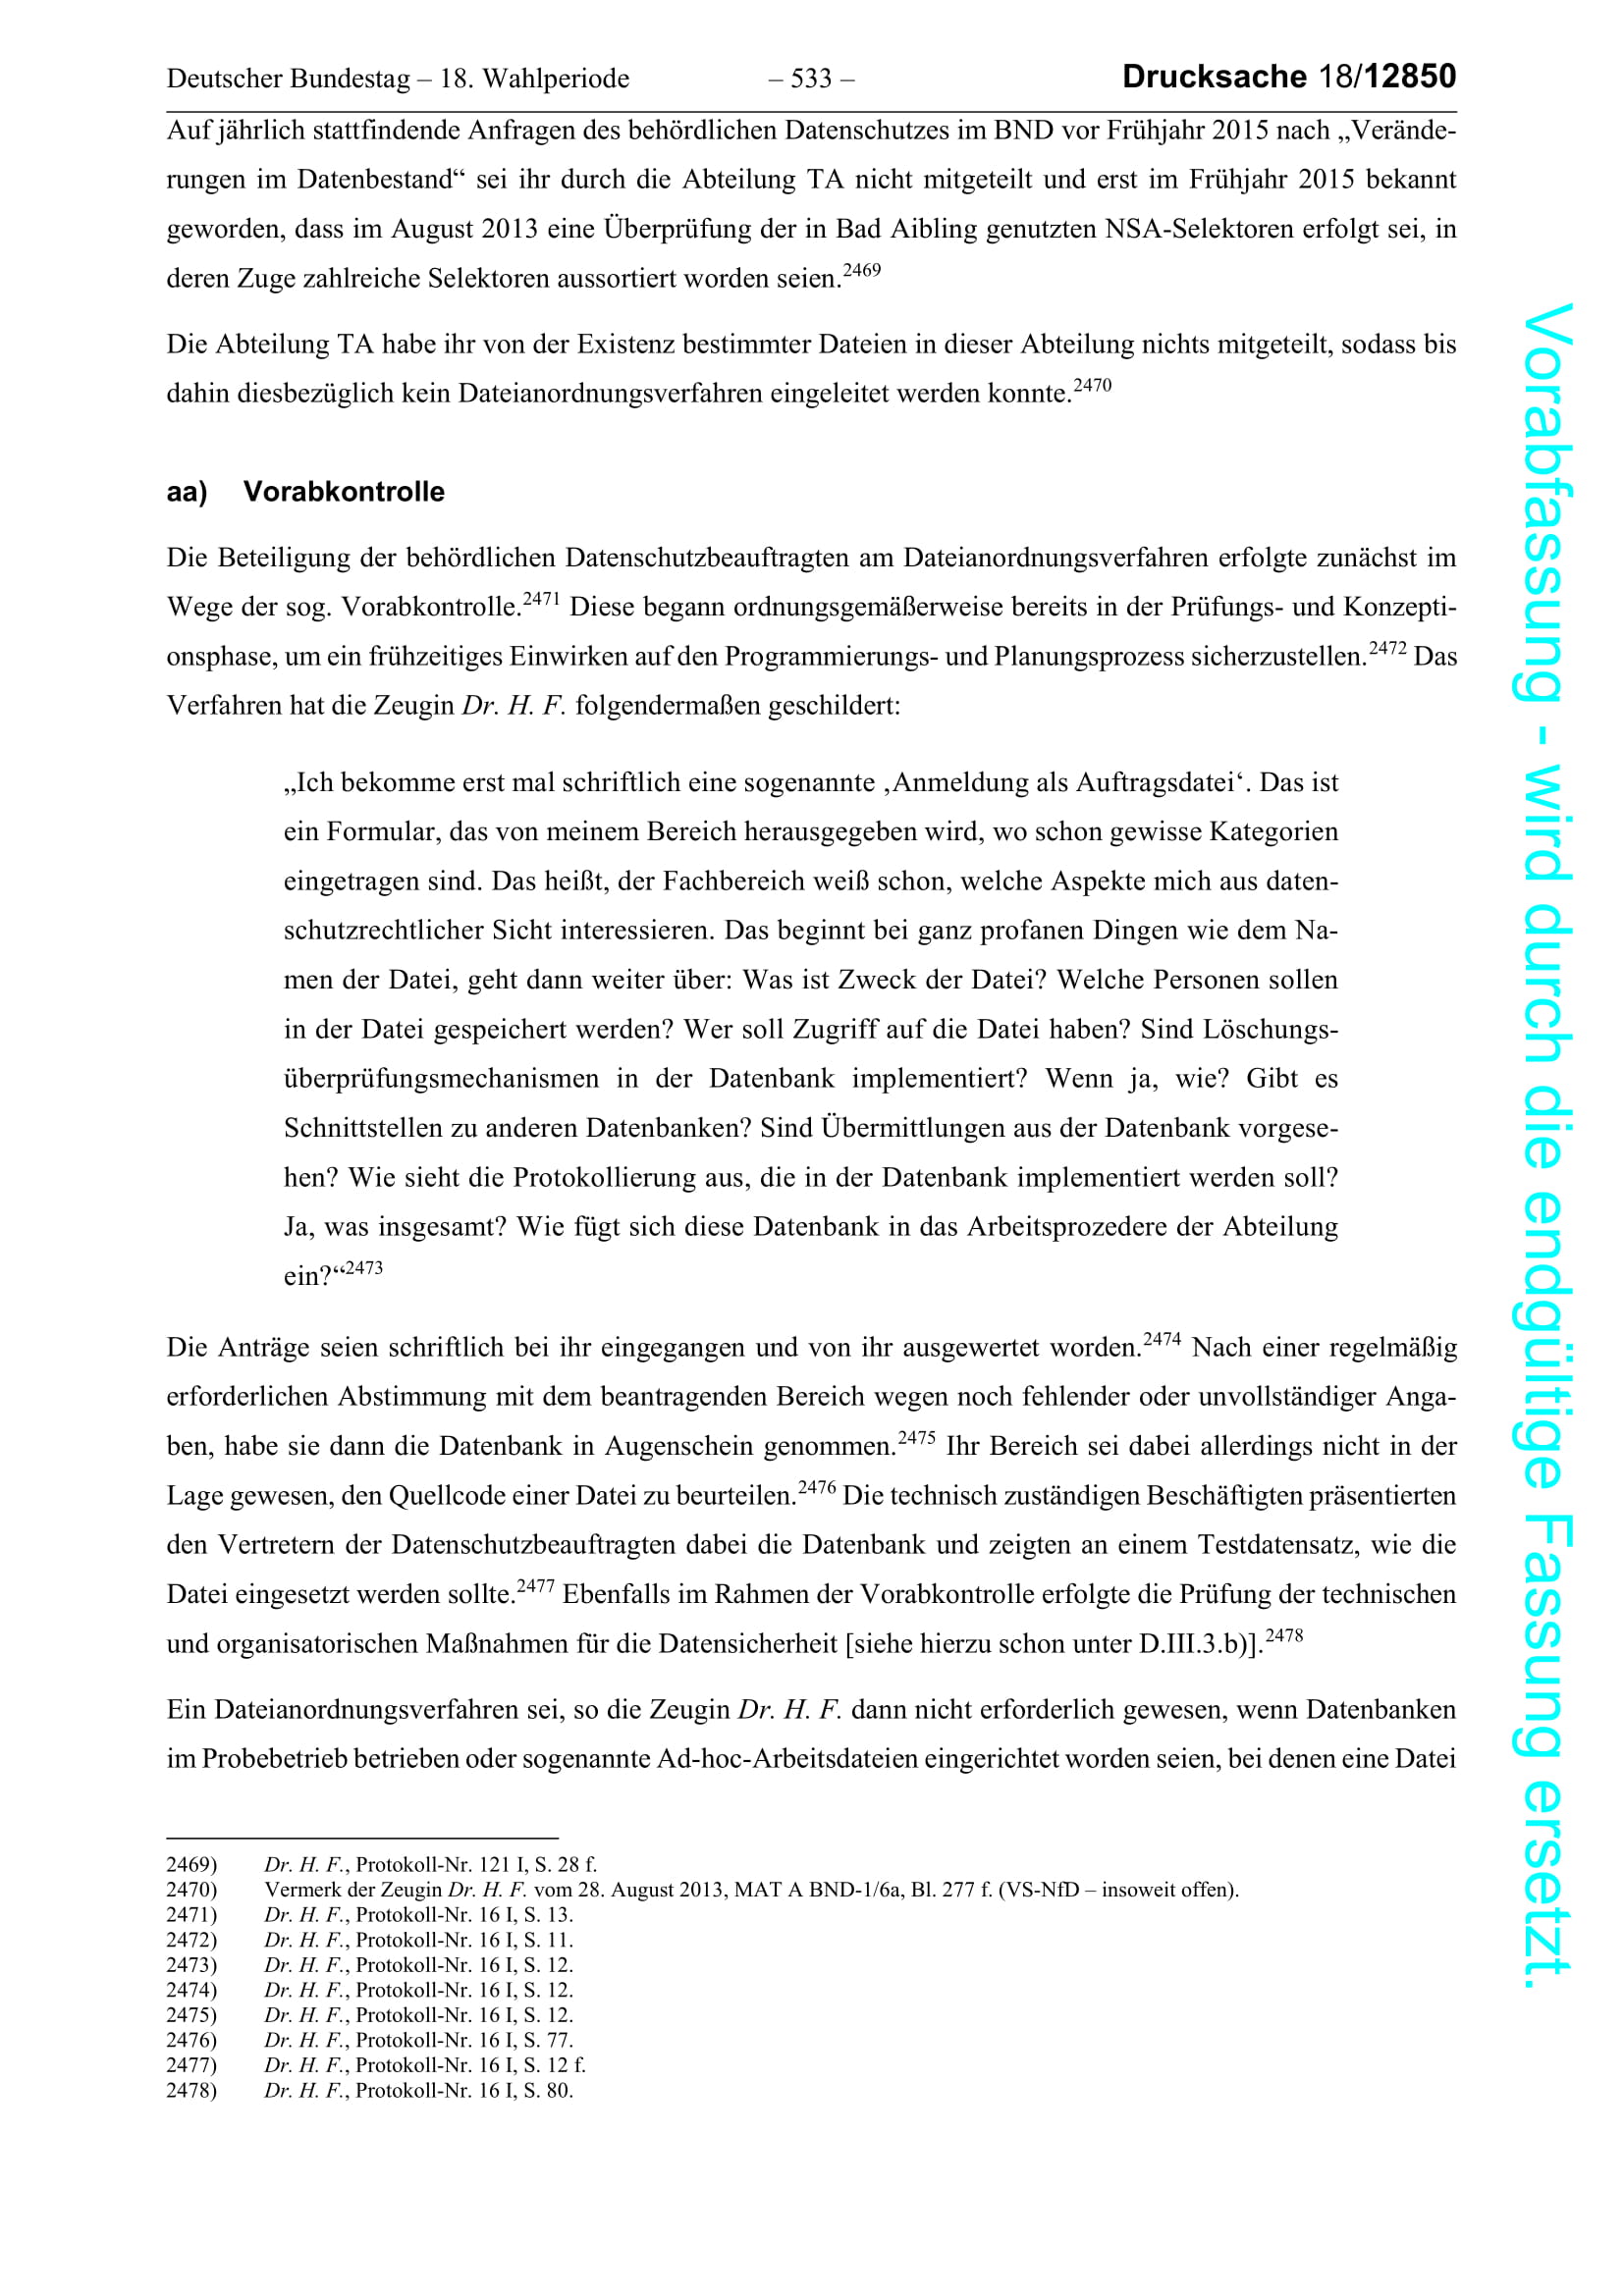 Deutscher Bundestag – 18. Wahlperiode – 533 – Drucksache 18/12850
Auf jährlich stattfindende Anfragen des behördlichen Datenschutzes im BND vor Frühjahr 2015 nach „Verände-
rungen im Datenbestand“ sei ihr durch die Abteilung TA nicht mitgeteilt und erst im Frühjahr 2015 bekannt
geworden, dass im August 2013 eine Überprüfung der in Bad Aibling genutzten NSA-Selektoren erfolgt sei, in
deren Zuge zahlreiche Selektoren aussortiert worden seien.2469
Die Abteilung TA habe ihr von der Existenz bestimmter Dateien in dieser Abteilung nichts mitgeteilt, sodass bis
dahin diesbezüglich kein Dateianordnungsverfahren eingeleitet werden konnte.2470
aa) Vorabkontrolle
Die Beteiligung der behördlichen Datenschutzbeauftragten am Dateianordnungsverfahren erfolgte zunächst im
Wege der sog. Vorabkontrolle.2471 Diese begann ordnungsgemäßerweise bereits in der Prüfungs- und Konzepti-
onsphase, um ein frühzeitiges Einwirken auf den Programmierungs- und Planungsprozess sicherzustellen.2472 Das
Verfahren hat die Zeugin Dr. H. F. folgendermaßen geschildert:
„Ich bekomme erst mal schriftlich eine sogenannte ‚Anmeldung als Auftragsdatei‘. Das ist
ein Formular, das von meinem Bereich herausgegeben wird, wo schon gewisse Kategorien
eingetragen sind. Das heißt, der Fachbereich weiß schon, welche Aspekte mich aus daten-
schutzrechtlicher Sicht interessieren. Das beginnt bei ganz profanen Dingen wie dem Na-
men der Datei, geht dann weiter über: Was ist Zweck der Datei? Welche Personen sollen
in der Datei gespeichert werden? Wer soll Zugriff auf die Datei haben? Sind Löschungs-
überprüfungsmechanismen in der Datenbank implementiert? Wenn ja, wie? Gibt es
Schnittstellen zu anderen Datenbanken? Sind Übermittlungen aus der Datenbank vorgese-
hen? Wie sieht die Protokollierung aus, die in der Datenbank implementiert werden soll?
Ja, was insgesamt? Wie fügt sich diese Datenbank in das Arbeitsprozedere der Abteilung
ein?“2473
Die Anträge seien schriftlich bei ihr eingegangen und von ihr ausgewertet worden.2474 Nach einer regelmäßig
erforderlichen Abstimmung mit dem beantragenden Bereich wegen noch fehlender oder unvollständiger Anga-
ben, habe sie dann die Datenbank in Augenschein genommen.2475 Ihr Bereich sei dabei allerdings nicht in der
Lage gewesen, den Quellcode einer Datei zu beurteilen.2476 Die technisch zuständigen Beschäftigten präsentierten
den Vertretern der Datenschutzbeauftragten dabei die Datenbank und zeigten an einem Testdatensatz, wie die
Datei eingesetzt werden sollte.2477 Ebenfalls im Rahmen der Vorabkontrolle erfolgte die Prüfung der technischen
und organisatorischen Maßnahmen für die Datensicherheit [siehe hierzu schon unter D.III.3.b)].2478
Ein Dateianordnungsverfahren sei, so die Zeugin Dr. H. F. dann nicht erforderlich gewesen, wenn Datenbanken
im Probebetrieb betrieben oder sogenannte Ad-hoc-Arbeitsdateien eingerichtet worden seien, bei denen eine Datei
2469) Dr. H. F., Protokoll-Nr. 121 I, S. 28 f.
2470) Vermerk der Zeugin Dr. H. F. vom 28. August 2013, MAT A BND-1/6a, Bl. 277 f. (VS-NfD – insoweit offen).
2471) Dr. H. F., Protokoll-Nr. 16 I, S. 13.
2472) Dr. H. F., Protokoll-Nr. 16 I, S. 11.
2473) Dr. H. F., Protokoll-Nr. 16 I, S. 12.
2474) Dr. H. F., Protokoll-Nr. 16 I, S. 12.
2475) Dr. H. F., Protokoll-Nr. 16 I, S. 12.
2476) Dr. H. F., Protokoll-Nr. 16 I, S. 77.
2477) Dr. H. F., Protokoll-Nr. 16 I, S. 12 f.
2478) Dr. H. F., Protokoll-Nr. 16 I, S. 80.
Vorabfassung - wird durch die endgültige Fassung ersetzt.